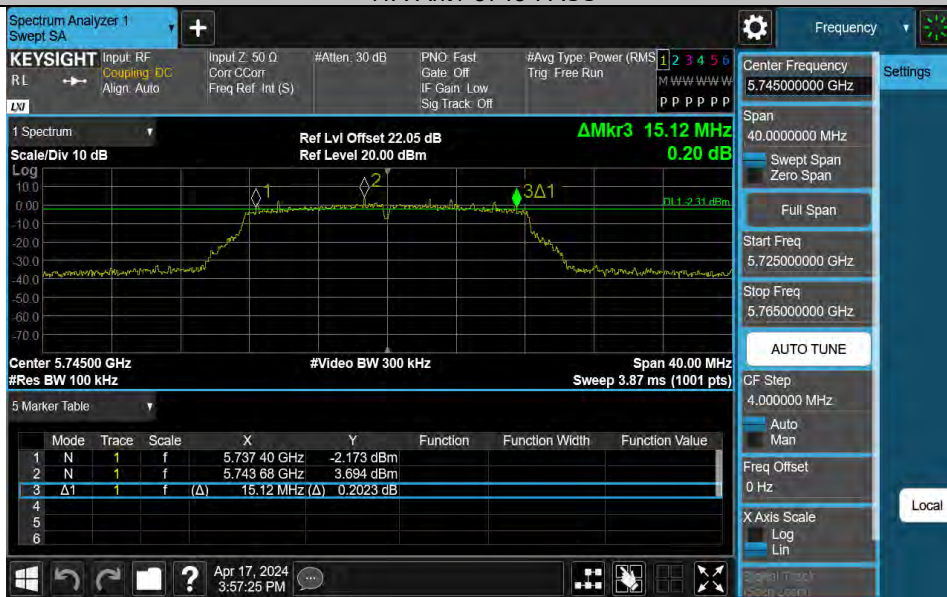 Spectrum Analyzer 1
Swept SA
Frequency
KEYSIGHT
RL
LXI
Input: RF
Coupling: DC
Align: Auto
Input Z: 50 Ω
Corr CCorr
Freq Ref: Int (S)
#Atten: 30 dB
PNO: Fast
Gate: Off
IF Gain: Low
Sig Track: Off
#Avg Type: Power (RMS
Trig: Free Run
1 2 3 4 5 6
M W W W W W
P P P P P P
1 Spectrum
Scale/Div 10 dB
Ref Lvl Offset 22.05 dB
Ref Level 20.00 dBm
ΔMkr3 15.12 MHz
0.20 dB
Log
10.0
0.00
-10.0
-20.0
-30.0
-40.0
-50.0
-60.0
-70.0
1
2
3Δ1
DL1 -2.31 dBm
Center 5.74500 GHz
#Video BW 300 kHz
Span 40.00 MHz
#Res BW 100 kHz
Sweep 3.87 ms (1001 pts)
5 Marker Table
Mode Trace Scale X Y Function Function Width Function Value
1 N 1 f 5.737 40 GHz -2.173 dBm
2 N 1 f 5.743 68 GHz 3.694 dBm
3 Δ1 1 f (Δ) 15.12 MHz (Δ) 0.2023 dB
4
5
6
Apr 17, 2024
3:57:25 PM
Center Frequency
5.745000000 GHz
Span
40.0000000 MHz
Swept Span
Zero Span
Full Span
Start Freq
5.725000000 GHz
Stop Freq
5.765000000 GHz
AUTO TUNE
CF Step
4.000000 MHz
Auto
Man
Freq Offset
0 Hz
X Axis Scale
Log
Lin
Settings
Local